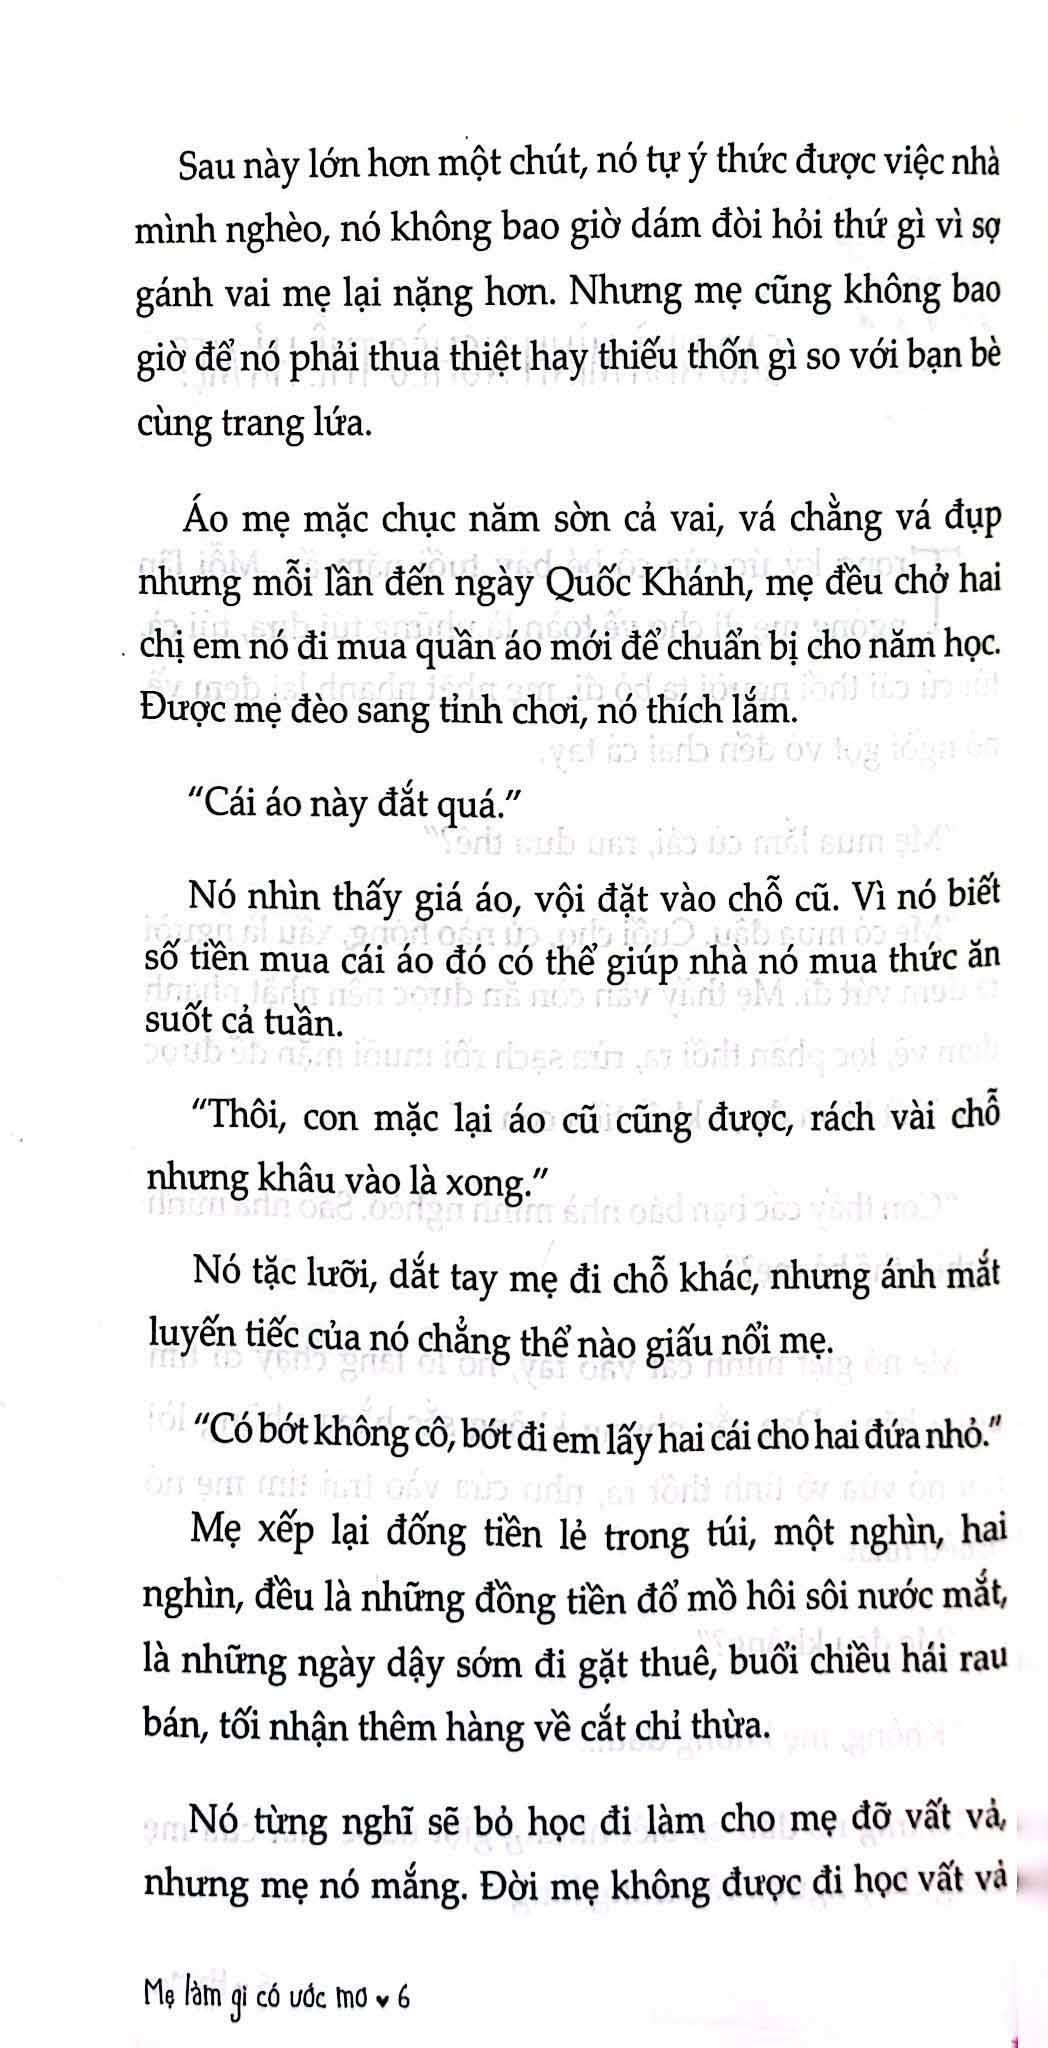 Sau này lớn hơn một chút, nó tự ý thức được việc nhà
mình nghèo, nó không bao giờ dám đòi hỏi thứ gì vì sợ
gánh vai mẹ lại nặng hơn. Nhưng mẹ cũng không bao
giờ để nó phải thua thiệt hay thiếu thốn gì so với bạn bè
cùng trang lứa.
Áo mẹ mặc chục năm sờn cả vai, vá chằng vá đụp
nhưng mỗi lần đến ngày Quốc Khánh, mẹ đều chở hai
chị em nó đi mua quần áo mới để chuẩn bị cho năm học.
Được mẹ đèo sang tỉnh chơi, nó thích lắm.
“Cái áo này đắt quá.”
Nó nhìn thấy giá áo, vội đặt vào chỗ cũ. Vì nó biết
số tiền mua cái áo đó có thể giúp nhà nó mua thức ăn
suốt cả tuần.
“Thôi, con mặc lại áo cũ cũng được, rách vài chỗ
nhưng khâu vào là xong.”
Nó tặc lưỡi, dắt tay mẹ đi chỗ khác, nhưng ánh mắt
luyến tiếc của nó chẳng thể nào giấu nổi mẹ.
“Có bớt không cô, bớt đi em lấy hai cái cho hai đứa nhỏ.”
Mẹ xếp lại đống tiền lẻ trong túi, một nghìn, hai
nghìn, đều là những đồng tiền đổ mồ hôi sôi nước mắt,
là những ngày dậy sớm đi gặt thuê, buổi chiều hái rau
bán, tối nhận thêm hàng về cắt chỉ thừa.
Nó từng nghĩ sẽ bỏ học đi làm cho mẹ đỡ vất vả,
nhưng mẹ nó mắng. Đời mẹ không được đi học vất vả
Mẹ làm gì có ước mơ ♥ 6